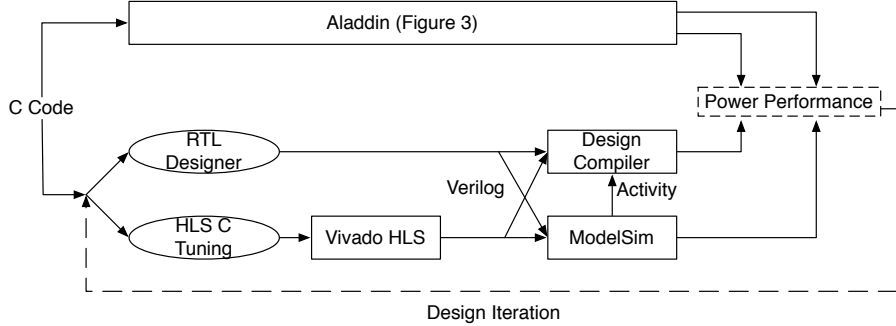 Aladdin (Figure 3)
C Code
Power Performance
RTL
Designer
Design
Compiler
Verilog
Activity
HLS C
Tuning
Vivado HLS
ModelSim
Design Iteration